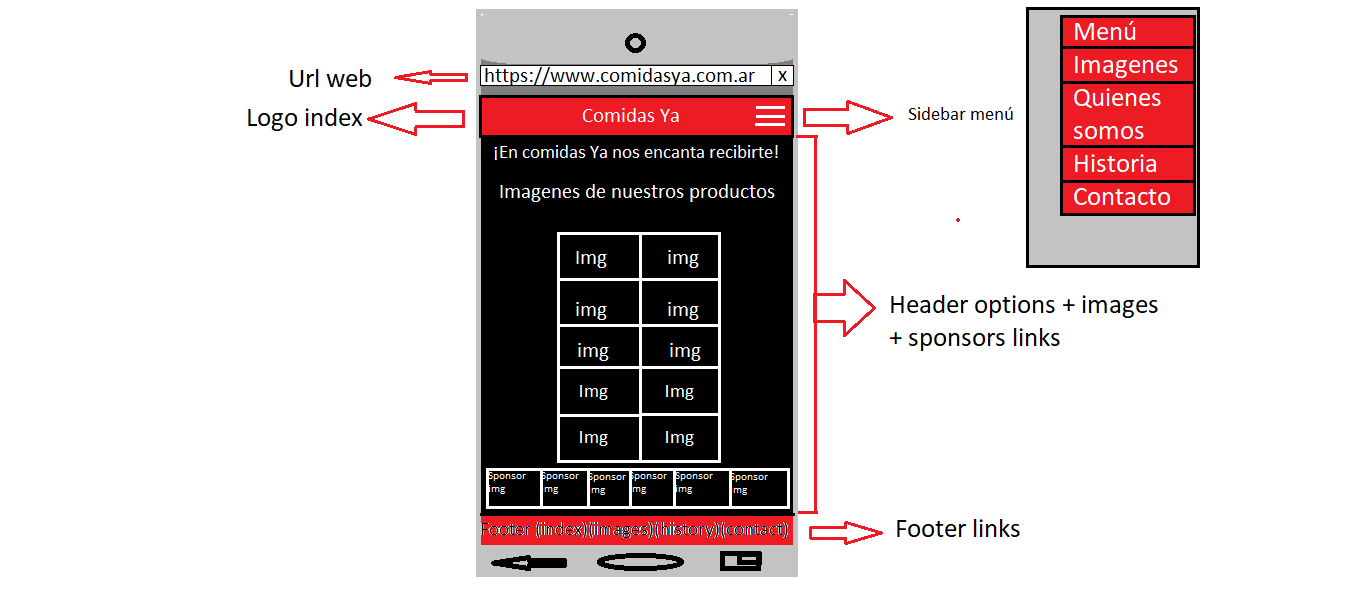 Url web
Logo index
https://www.comidasya.com.ar
x
Comidas Ya
¡En comidas Ya nos encanta recibirte!
Imagenes de nuestros productos
Img img
img img
img img
Img Img
Img Img
Sponsor Sponsor Sponsor Sponsor Sponsor Sponsor
img img img img img img
Footer (index)(images)(history)(contact)
Sidebar menú
Header options + images
+ sponsors links
Footer links
Menú
Imagenes
Quienes
somos
Historia
Contacto